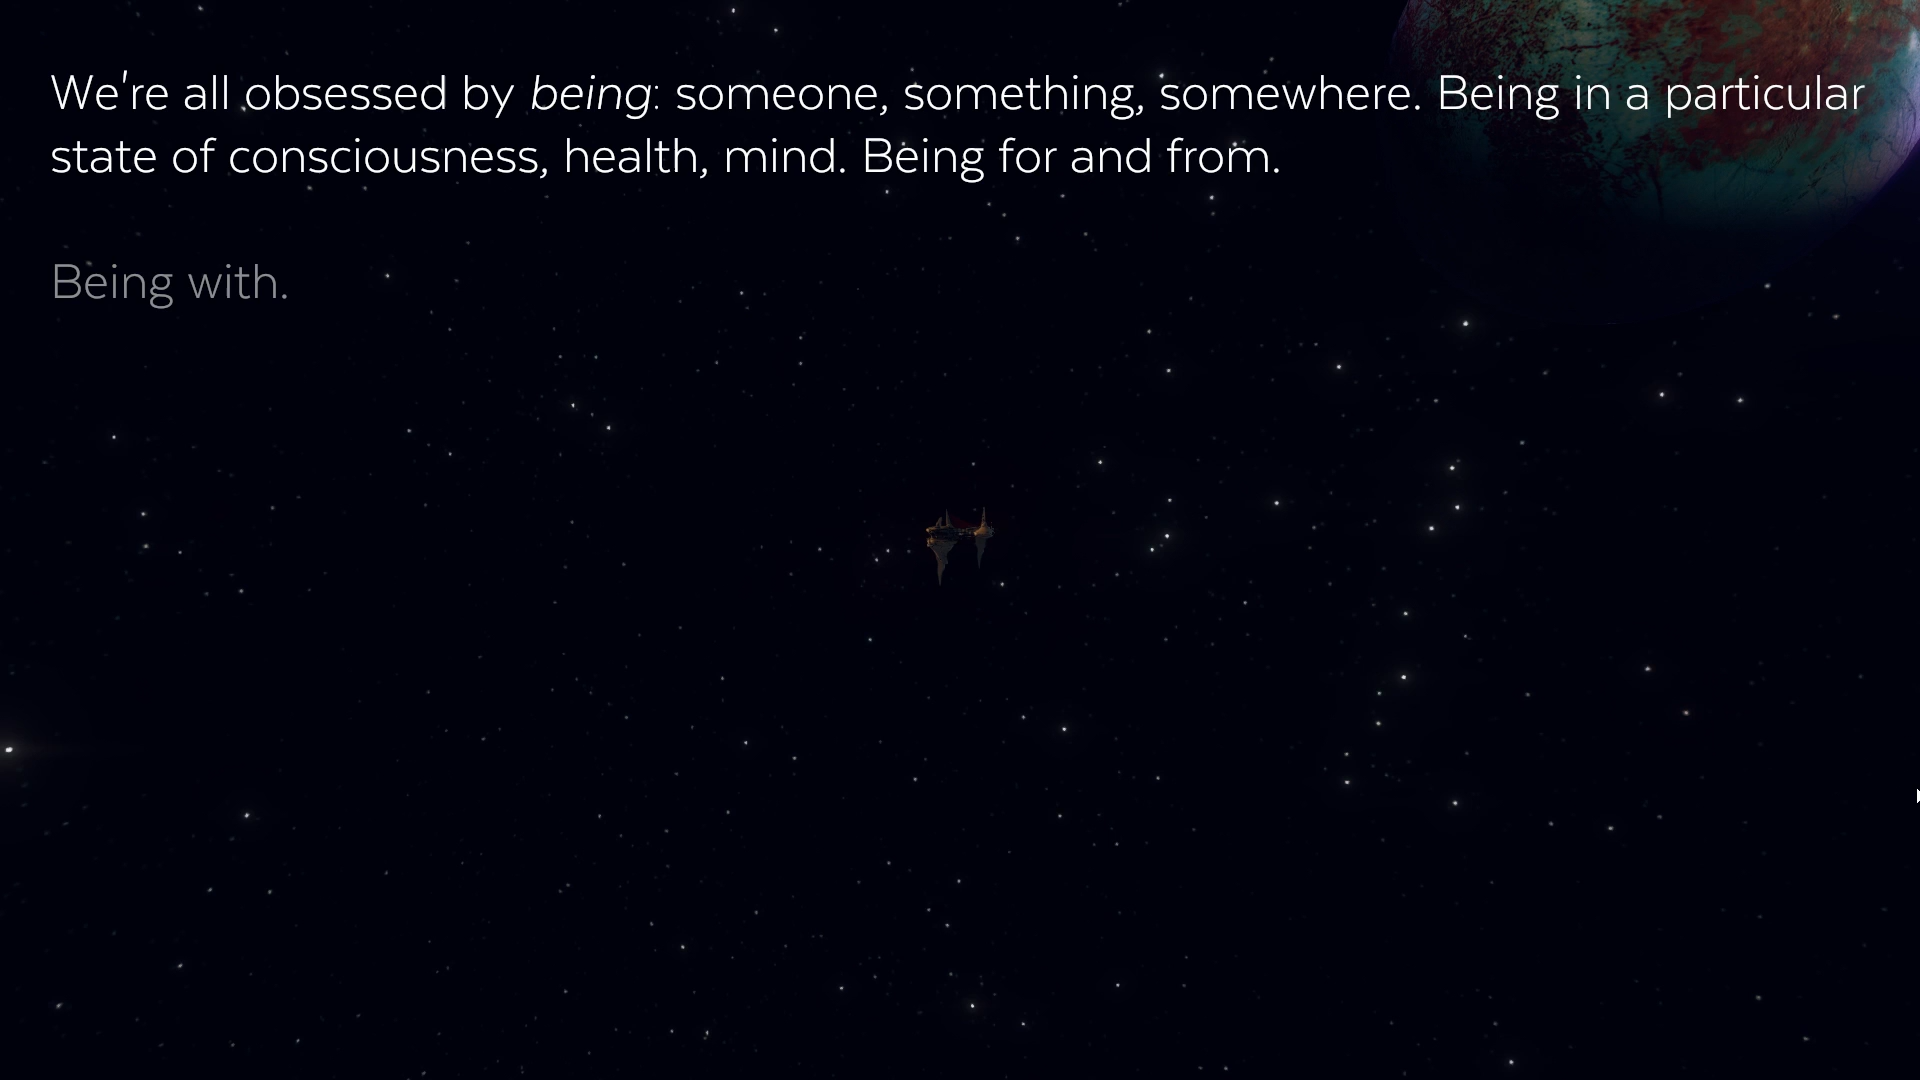 We're all obsessed by being: someone, something, somewhere. Being in a particular
state of consciousness, health, mind. Being for and from.
Being with.